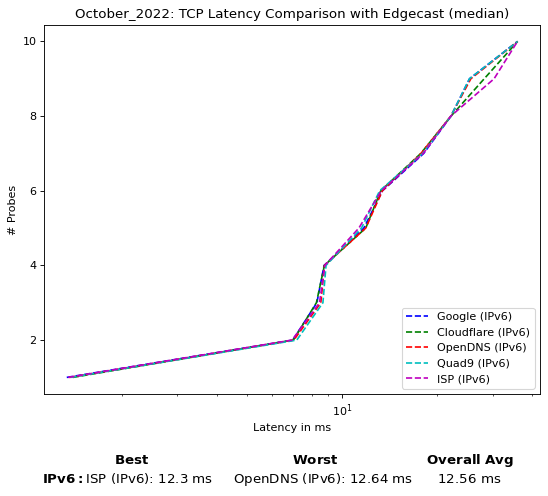 October_2022: TCP Latency Comparison with Edgecast (median)
10
8
6
4
2
# Probes
Google (IPv6)
Cloudflare (IPv6)
OpenDNS (IPv6)
Quad9 (IPv6)
ISP (IPv6)
10¹
Latency in ms
Best Worst Overall Avg
IPv6: ISP (IPv6): 12.3 ms OpenDNS (IPv6): 12.64 ms 12.56 ms